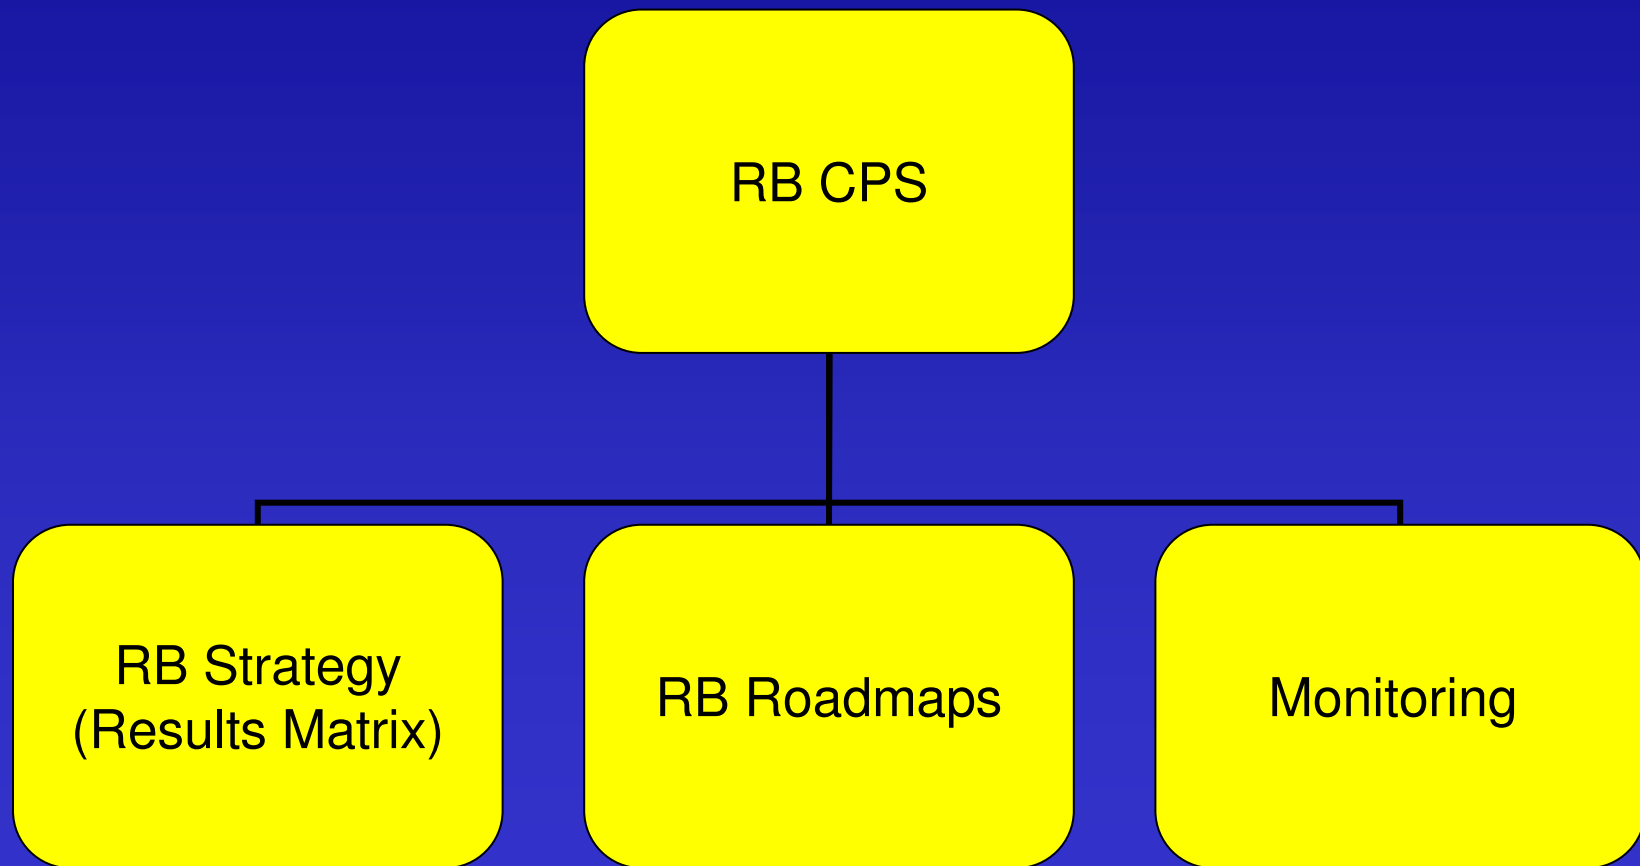 RB CPS
RB Strategy
(Results Matrix)
RB Roadmaps
Monitoring